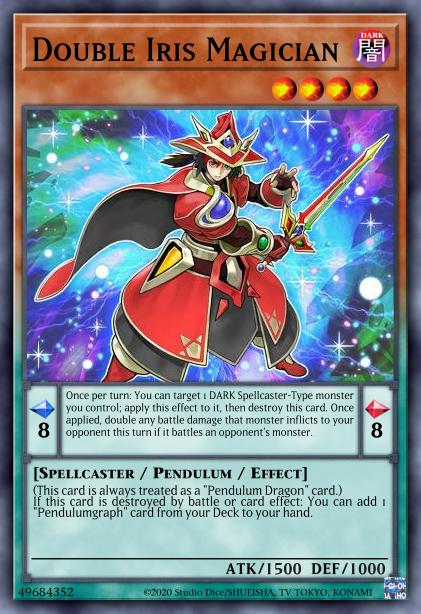 Double Iris Magician
DARK
闇
Once per turn: You can target 1 DARK Spellcaster-Type monster
you control; apply this effect to it, then destroy this card. Once
applied, double any battle damage that monster inflicts to your
opponent this turn if it battles an opponent's monster.
8
8
[Spellcaster / Pendulum / Effect]
(This card is always treated as a "Pendulum Dragon" card.)
If this card is destroyed by battle or card effect: You can add 1
"Pendulumgraph" card from your Deck to your hand.
ATK/1500 DEF/1000
49684352
©2020 Studio Dice/SHUEISHA, TV TOKYO, KONAMI